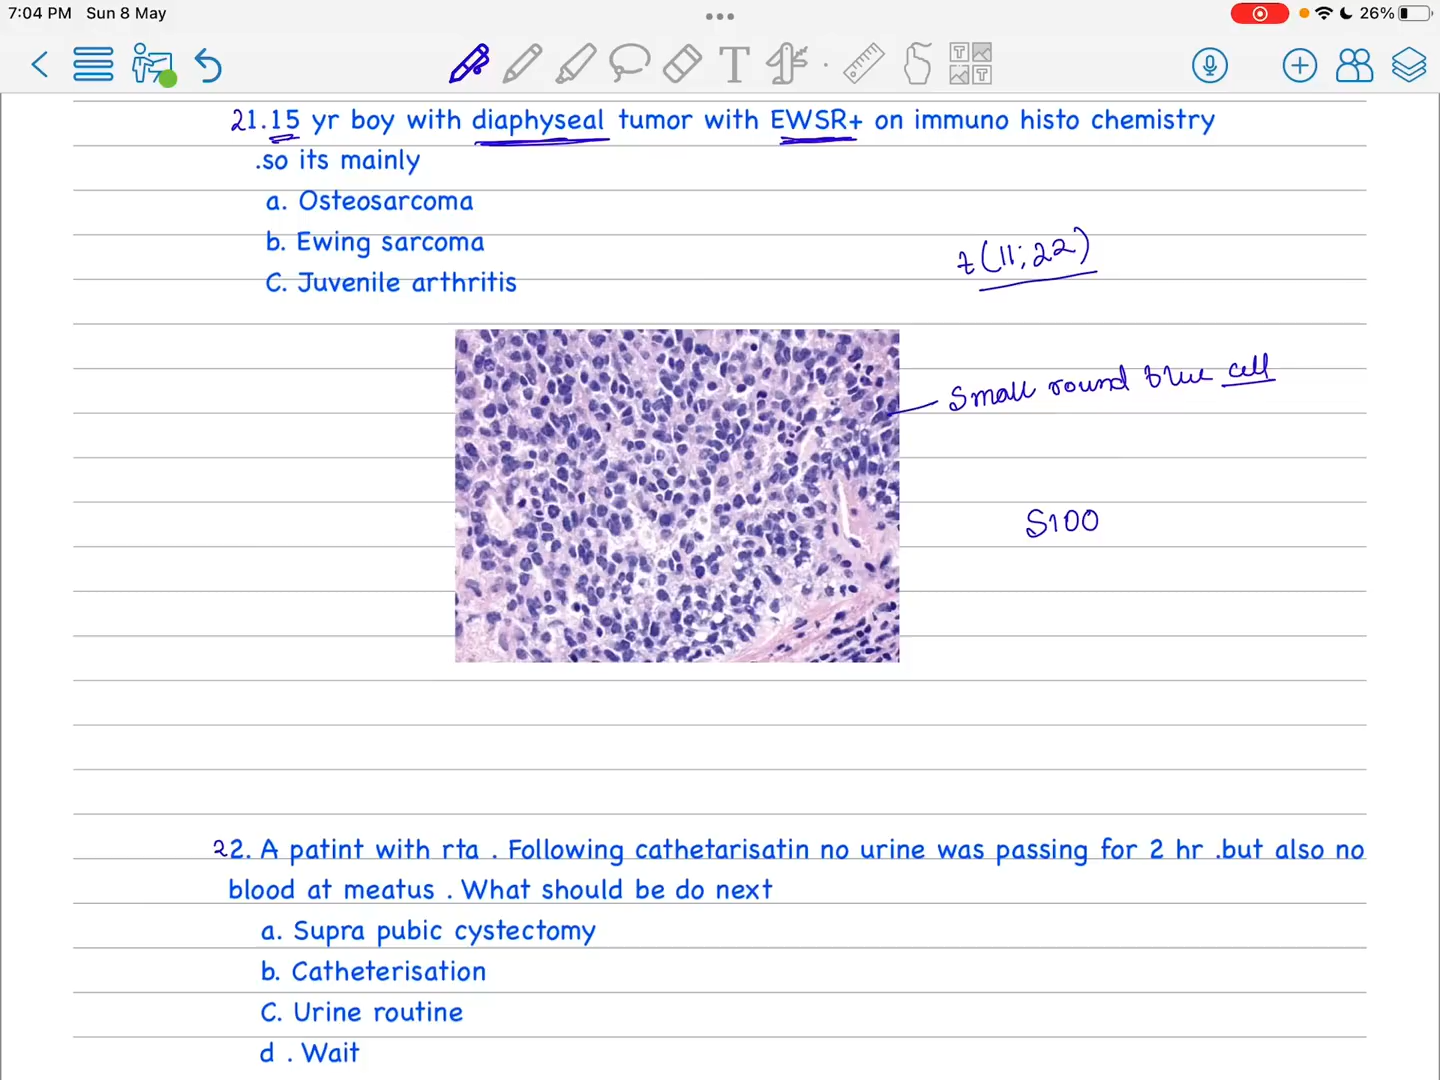 7:04 PM Sun 8 May
26%
T
21.15 yr boy with diaphyseal tumor with EWSR+ on immuno histo chemistry
.so its mainly
a. Osteosarcoma
b. Ewing sarcoma
C. Juvenile arthritis
t(11;22)
Small round blue cell
S100
22. A patint with rta . Following cathetarisatin no urine was passing for 2 hr .but also no
blood at meatus . What should be do next
a. Supra pubic cystectomy
b. Catheterisation
C. Urine routine
d . Wait